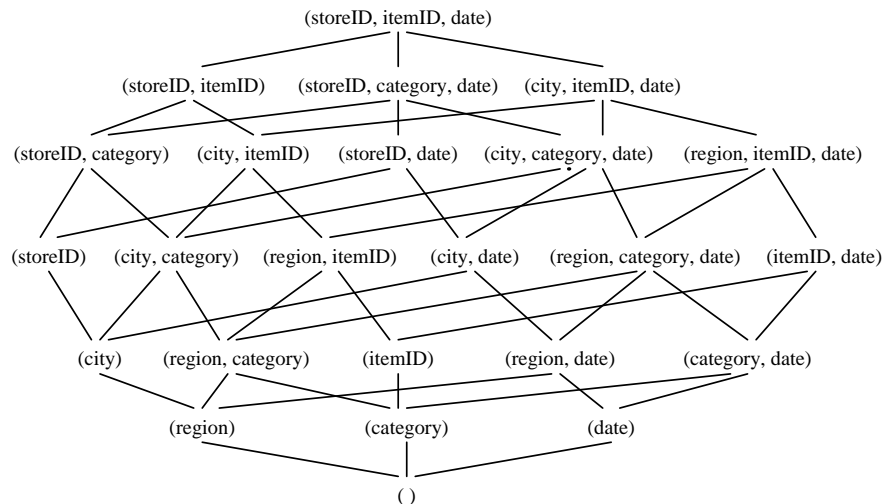 (storeID, itemID, date)
(storeID, itemID) (storeID, category, date) (city, itemID, date)
(storeID, category) (city, itemID) (storeID, date) (city, category, date) (region, itemID, date)
(storeID) (city, category) (region, itemID) (city, date) (region, category, date) (itemID, date)
(city) (region, category) (itemID) (region, date) (category, date)
(region) (category) (date)
( )